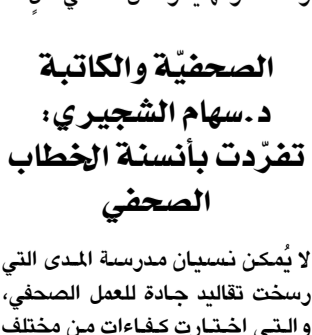 الصحفيّة والكاتبة
د.سهام الشجيري:
تفرّدت بأنسنة الخطاب
الصحفي
لا يُمكن نسيان مدرسة المدى التي
رسخت تقاليد جادة للعمل الصحفي،
والتي اختارت كفاءات من مختلف